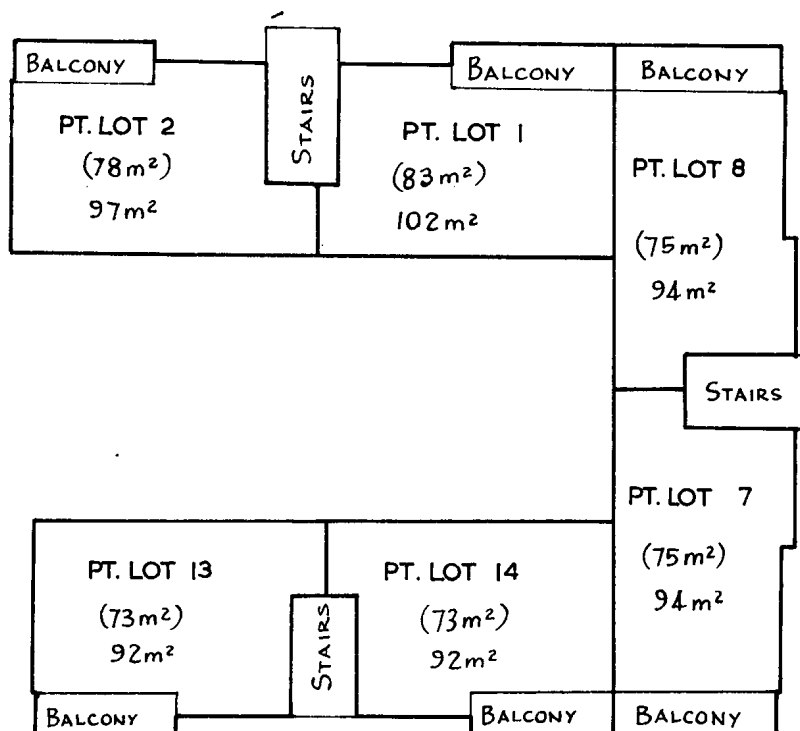 BALCONY
STAIRS
BALCONY
BALCONY
PT. LOT 2
(78m²)
97m²
PT. LOT 1
(83m²)
102m²
PT. LOT 8
(75m²)
94m²
STAIRS
PT. LOT 7
(75m²)
94m²
PT. LOT 13
(73m²)
92m²
STAIRS
PT. LOT 14
(73m²)
92m²
BALCONY
BALCONY
BALCONY